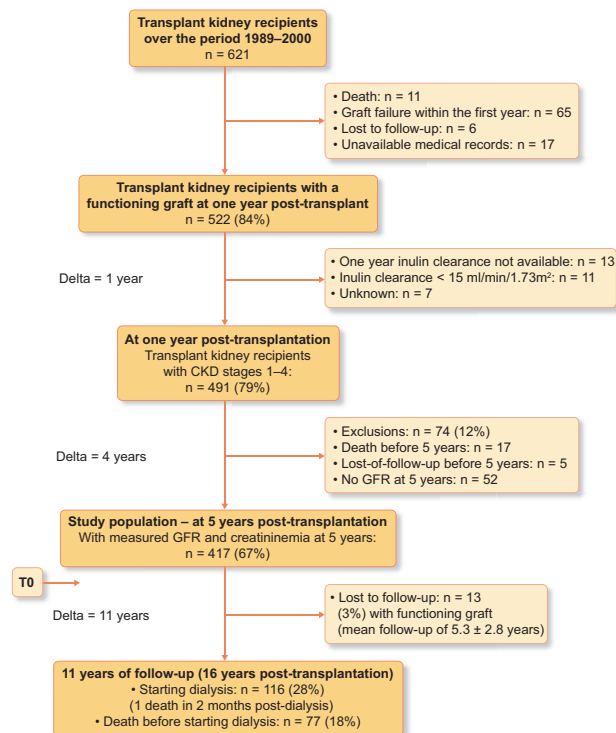 Transplant kidney recipients
over the period 1989–2000
n = 621
• Death: n = 11
• Graft failure within the first year: n = 65
• Lost to follow-up: n = 6
• Unavailable medical records: n = 17
Transplant kidney recipients with a
functioning graft at one year post-transplant
n = 522 (84%)
Delta = 1 year
• One year inulin clearance not available: n = 13
• Inulin clearance < 15 ml/min/1.73m²: n = 11
• Unknown: n = 7
At one year post-transplantation
Transplant kidney recipients
with CKD stages 1–4:
n = 491 (79%)
Delta = 4 years
• Exclusions: n = 74 (12%)
• Death before 5 years: n = 17
• Lost-of-follow-up before 5 years: n = 5
• No GFR at 5 years: n = 52
Study population – at 5 years post-transplantation
With measured GFR and creatininemia at 5 years:
n = 417 (67%)
T0
Delta = 11 years
• Lost to follow-up: n = 13
(3%) with functioning graft
(mean follow-up of 5.3 ± 2.8 years)
11 years of follow-up (16 years post-transplantation)
• Starting dialysis: n = 116 (28%)
(1 death in 2 months post-dialysis)
• Death before starting dialysis: n = 77 (18%)